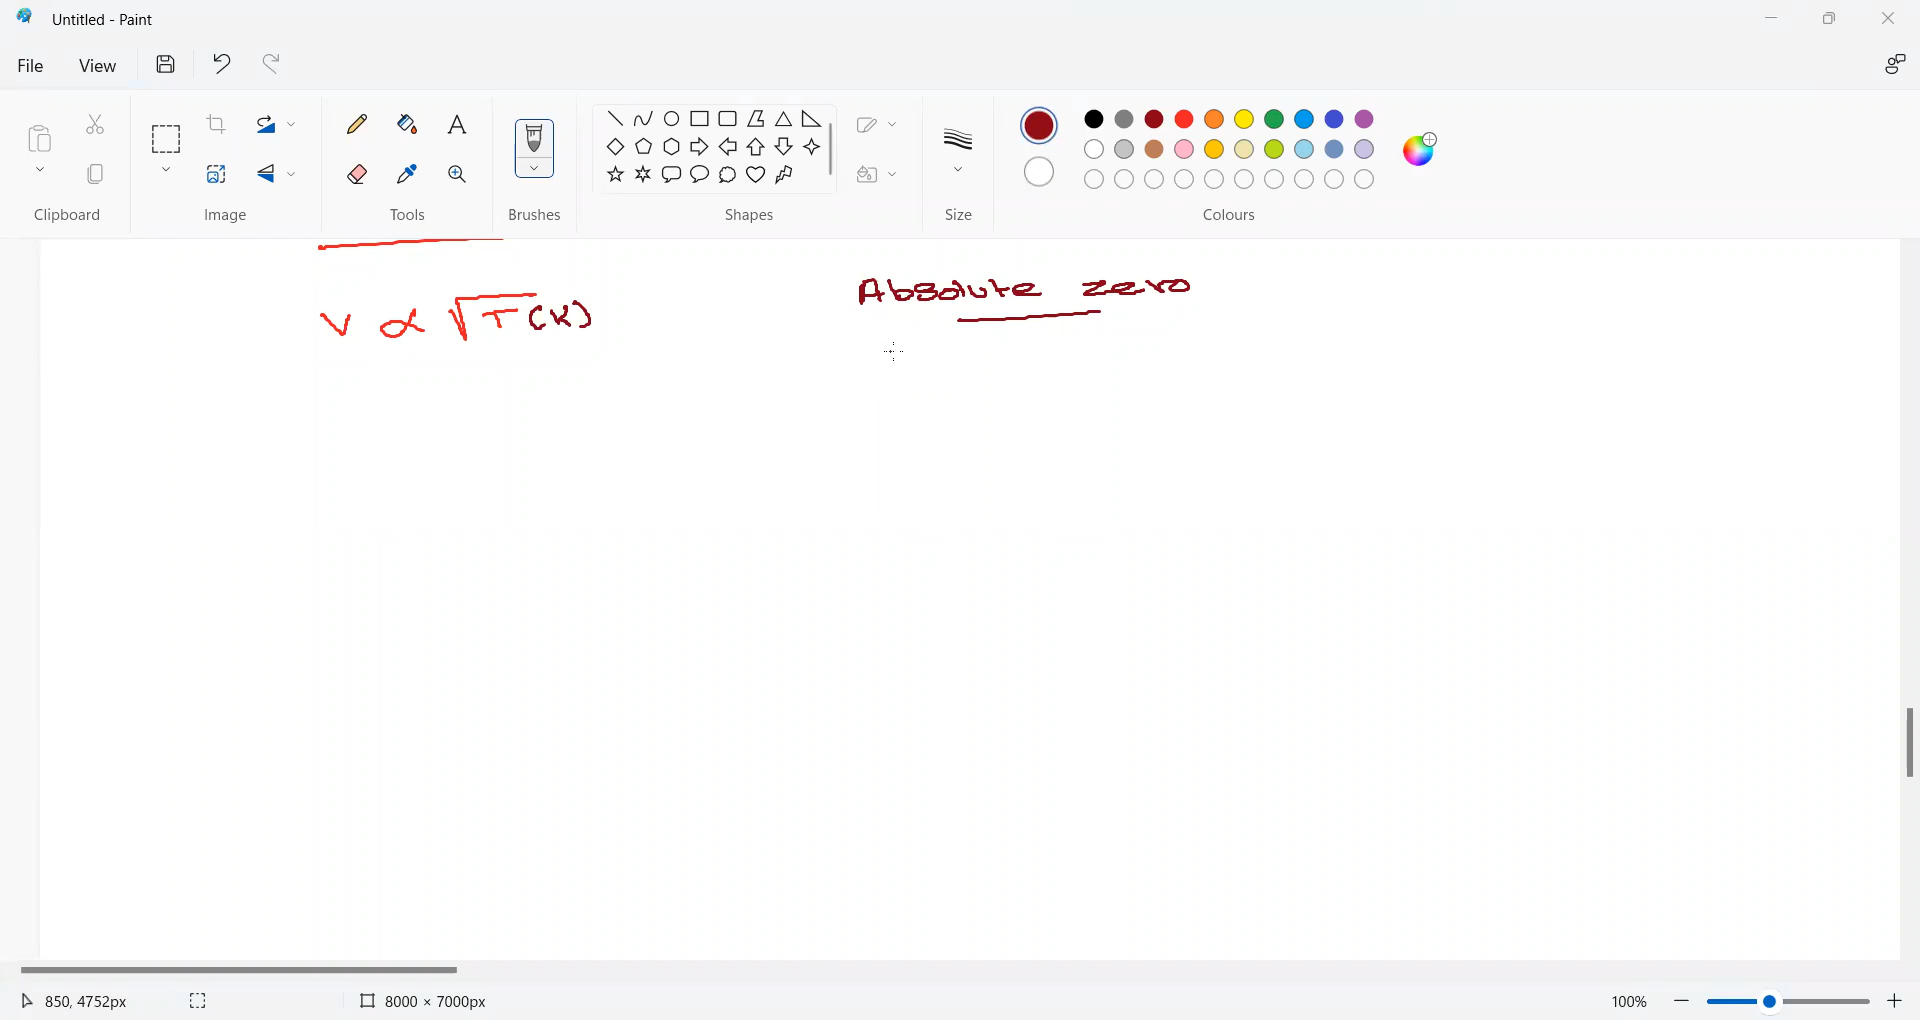 Untitled - Paint
File View
Clipboard Image Tools Brushes Shapes Size Colours
Absolute zero
V ∝ √T (K)
850, 4752px 8000 × 7000px 100%